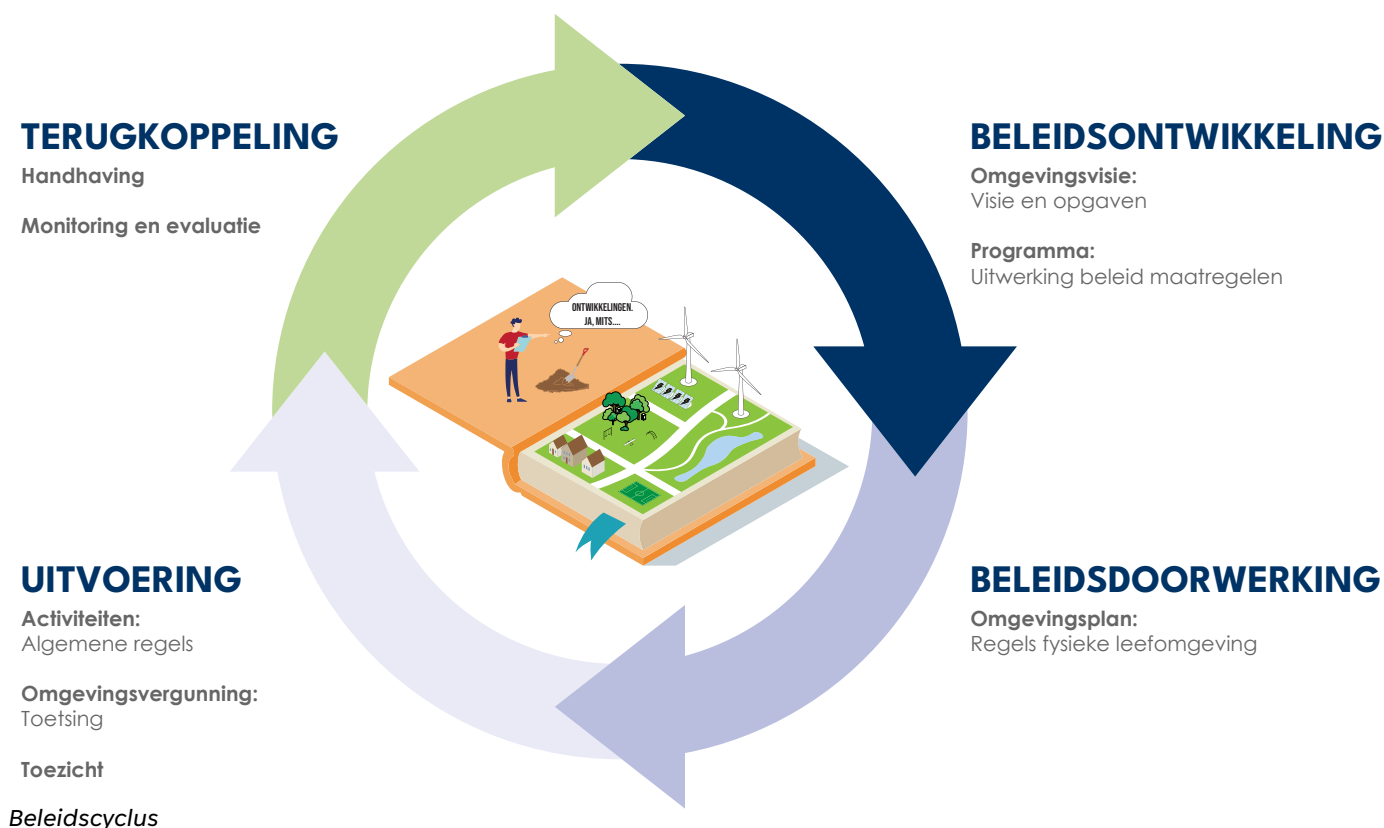 TERUGKOPPELING
Handhaving
Monitoring en evaluatie
BELEIDSONTWIKKELING
Omgevingsvisie:
Visie en opgaven
Programma:
Uitwerking beleid maatregelen
ONTWIKKELINGEN.
JA, MITS....
UITVOERING
Activiteiten:
Algemene regels
Omgevingsvergunning:
Toetsing
Toezicht
BELEIDSDOORWERKING
Omgevingsplan:
Regels fysieke leefomgeving
Beleidscyclus